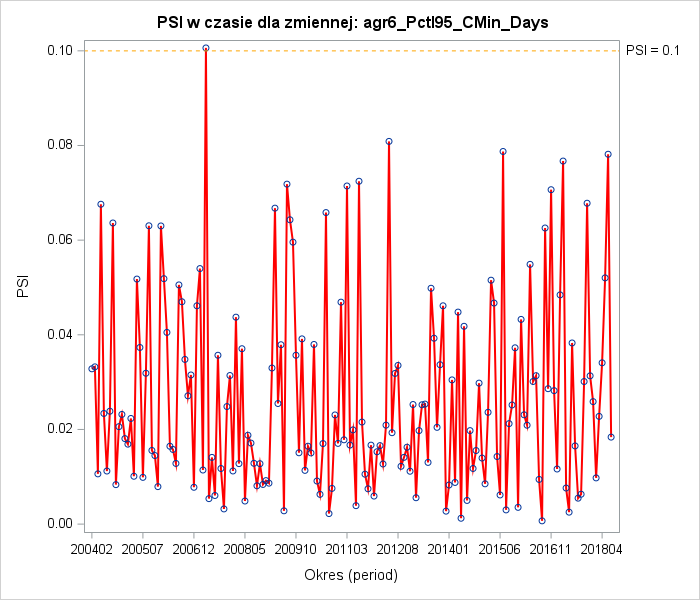 PSI w czasie dla zmiennej: agr6_Pctl95_CMin_Days
0.10
PSI = 0.1
0.08
0.06
PSI
0.04
0.02
0.00
200402 200507 200612 200805 200910 201103 201208 201401 201506 201611 201804
Okres (period)